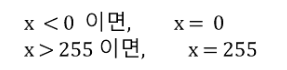 x < 0 이면, x = 0
x > 255 이면, x = 255